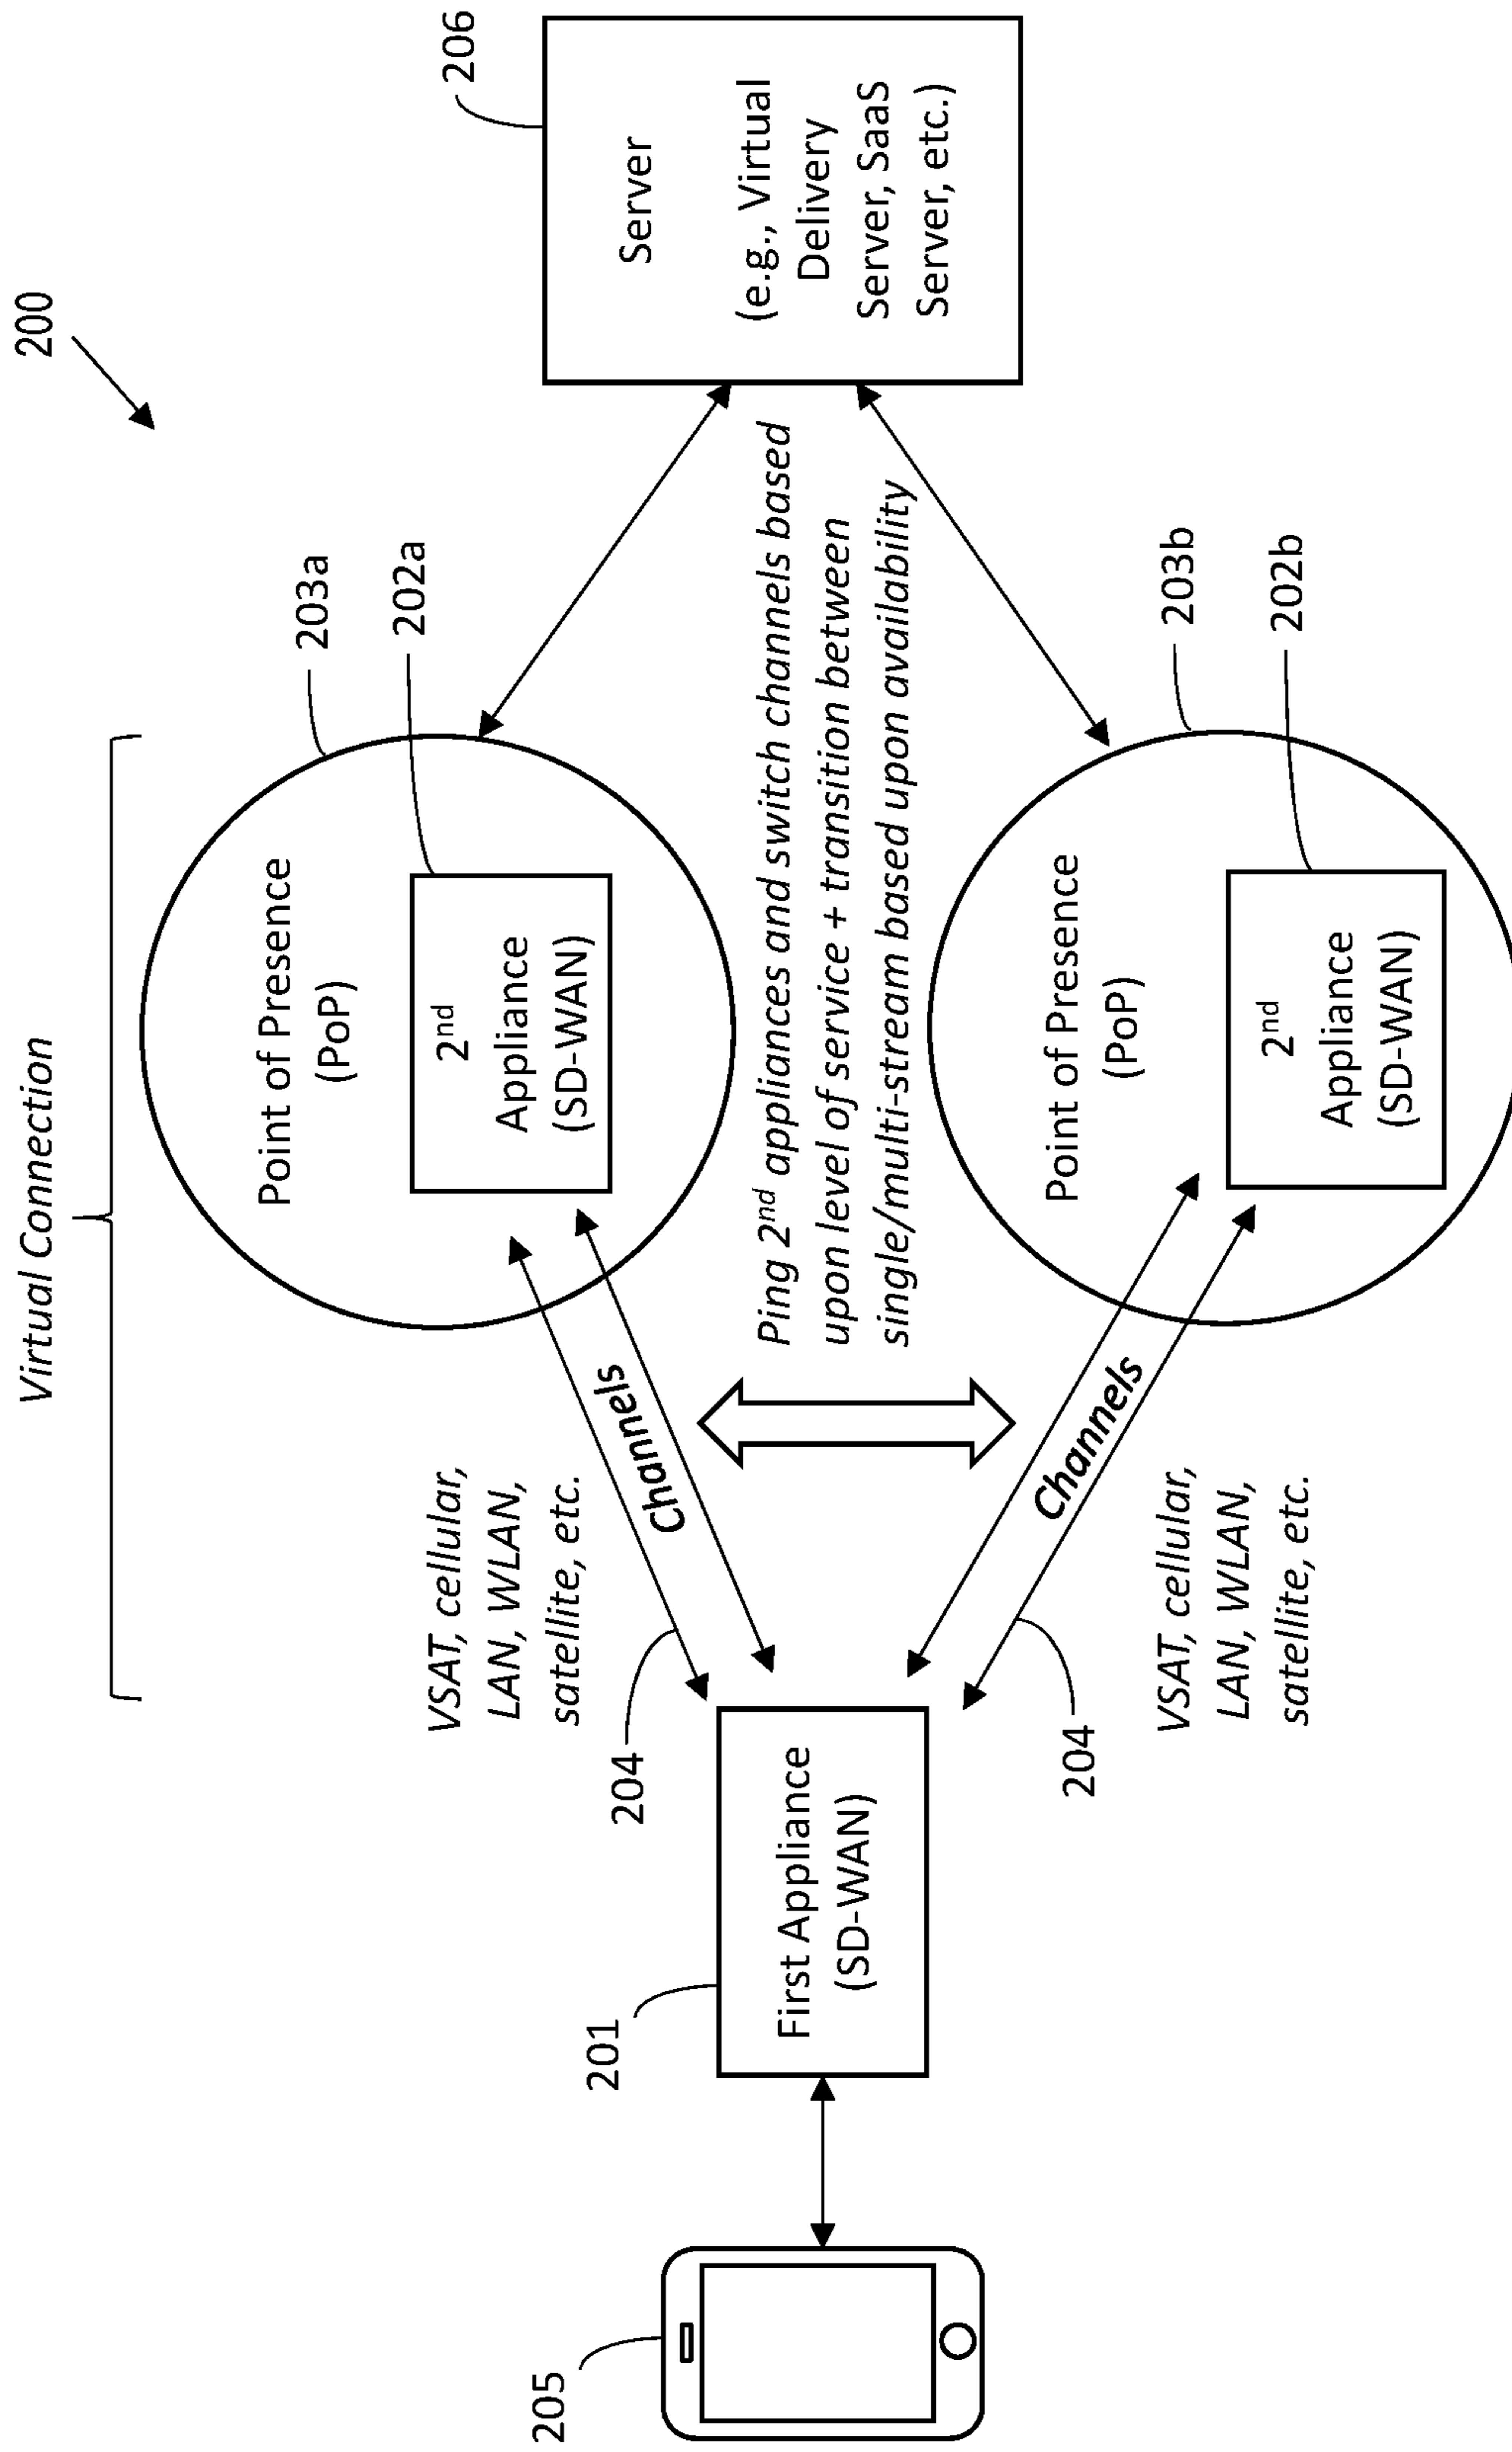 200
Virtual Connection
203a
202a
Point of Presence
(PoP)
2nd
Appliance
(SD-WAN)
206
Server
(e.g., Virtual
Delivery
Server, SaaS
Server, etc.)
VSAT, cellular,
LAN, WLAN,
satellite, etc.
204
Channels
205
201
First Appliance
(SD-WAN)
Ping 2nd appliances and switch channels based
upon level of service + transition between
single/multi-stream based upon availability
Channels
204
VSAT, cellular,
LAN, WLAN,
satellite, etc.
203b
202b
Point of Presence
(PoP)
2nd
Appliance
(SD-WAN)